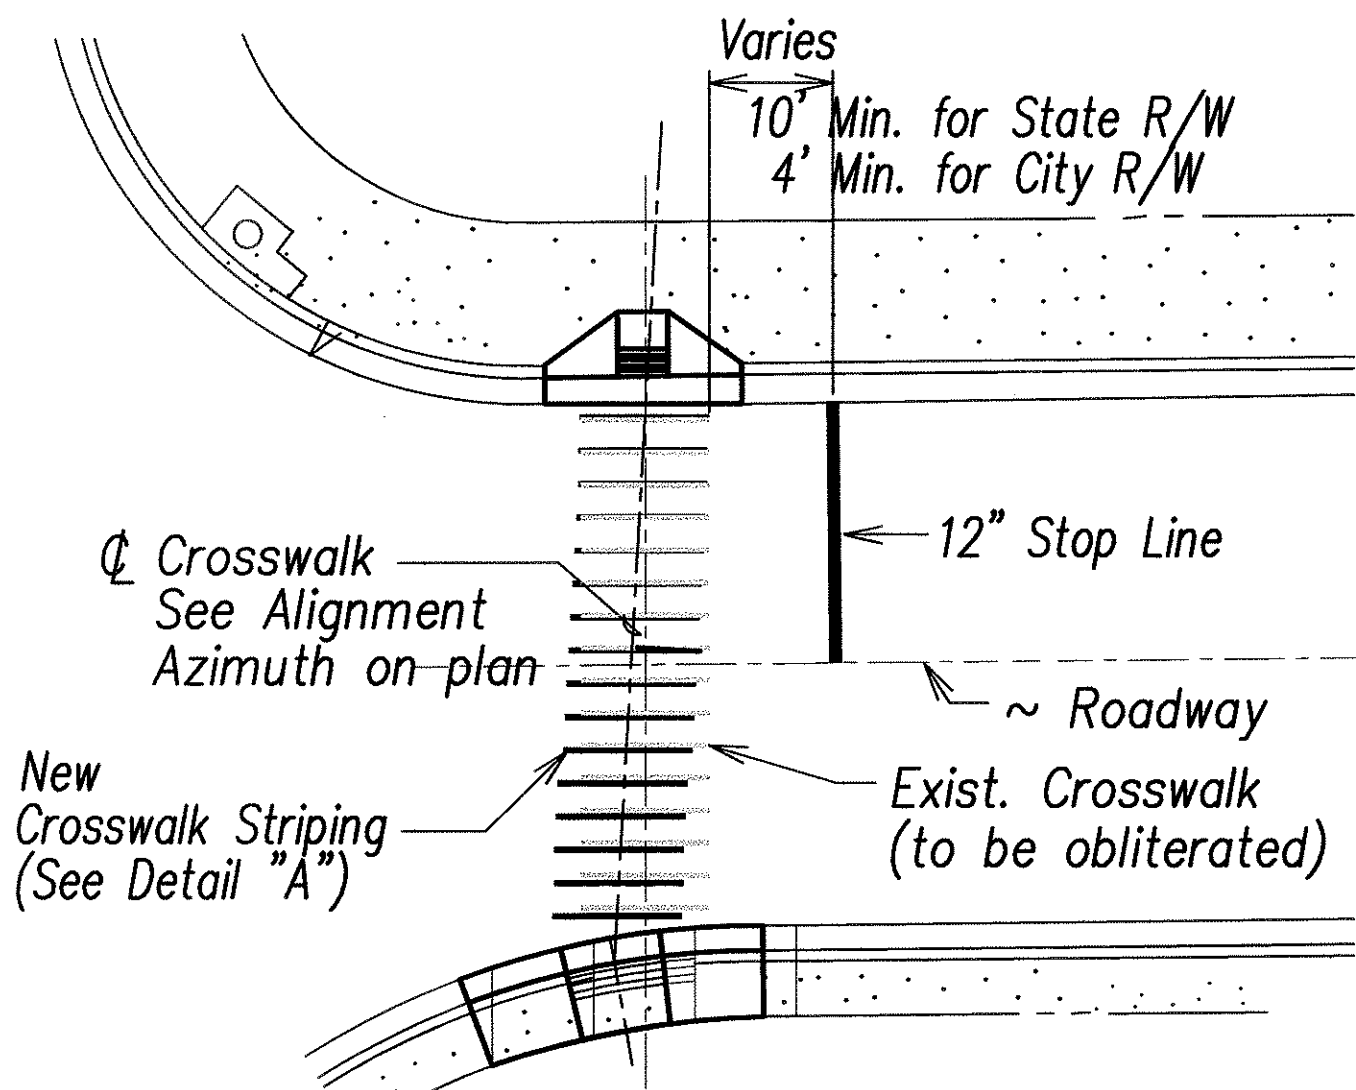 Varies
10' Min. for State R/W
4' Min. for City R/W
12" Stop Line
℄ Crosswalk
See Alignment
Azimuth on plan
~ Roadway
New
Crosswalk Striping
(See Detail "A")
Exist. Crosswalk
(to be obliterated)